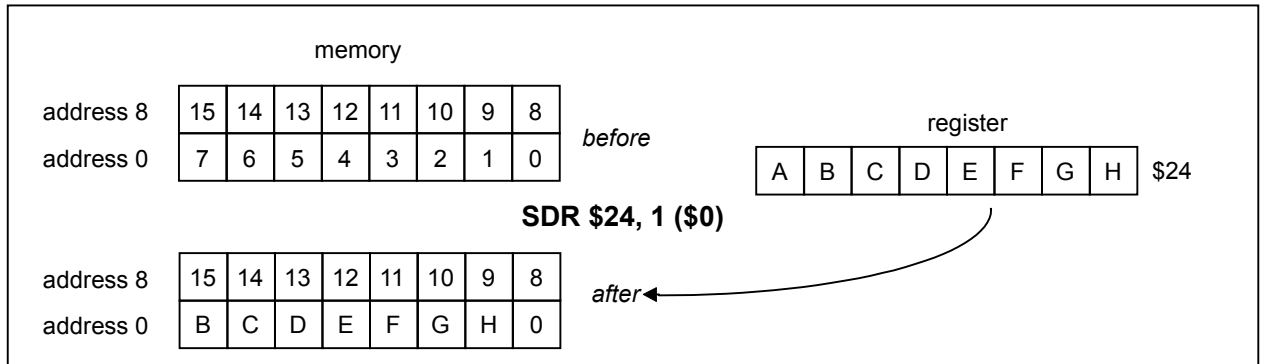 memory
address 8 15 14 13 12 11 10 9 8
address 0 7 6 5 4 3 2 1 0
before
register
A B C D E F G H $24
SDR $24, 1 ($0)
address 8 15 14 13 12 11 10 9 8
address 0 B C D E F G H 0
after